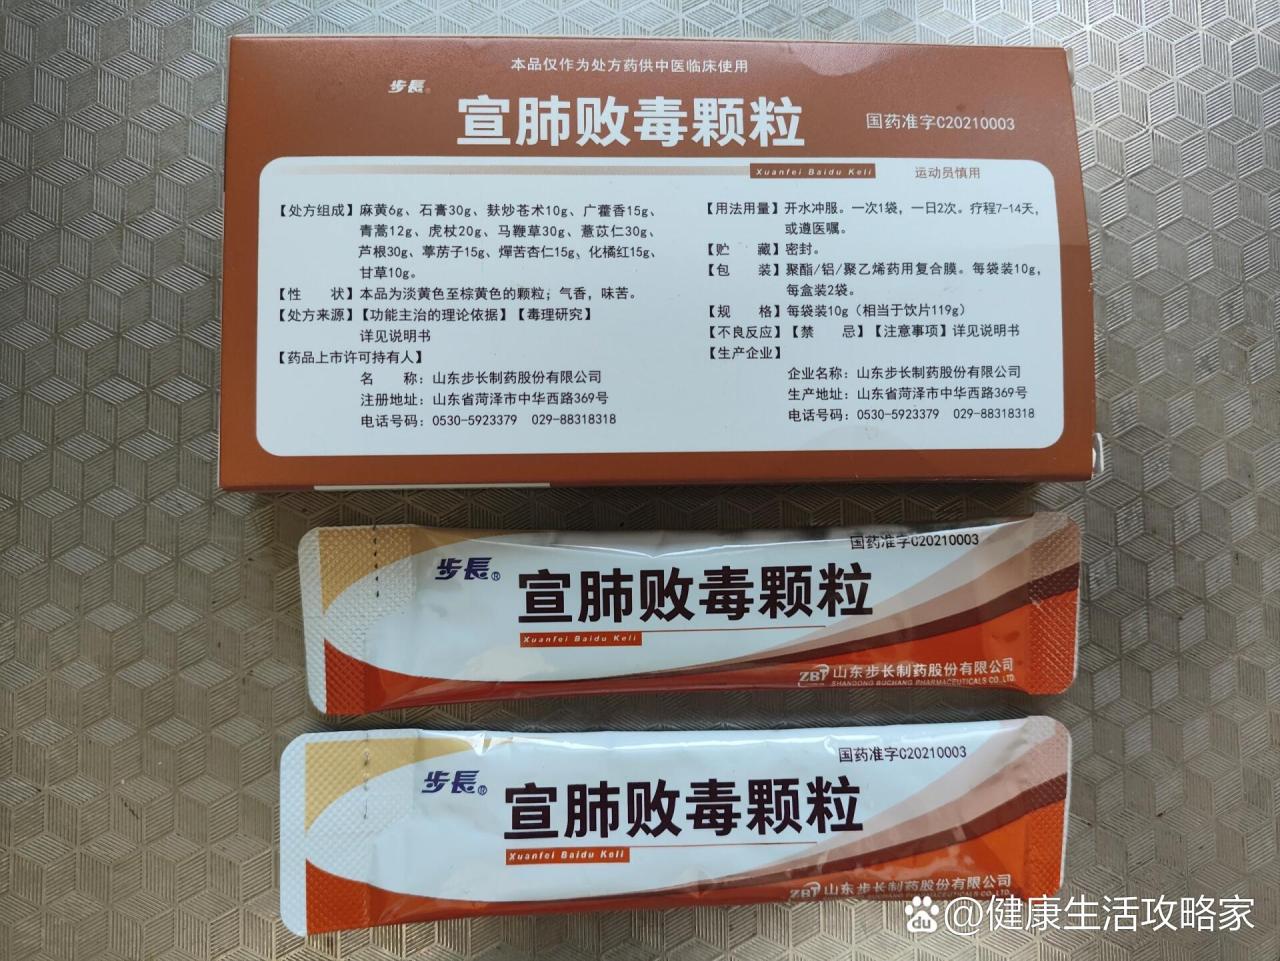 本品仅作为处方药供中医临床使用
步長
宣肺败毒颗粒
国药准字C20210003
Xuanfei Baidu Keli
运动员慎用
【处方组成】麻黄6g、石膏30g、麸炒苍术10g、广藿香15g、
青蒿12g、虎杖20g、马鞭草30g、薏苡仁30g、
芦根30g、葶苈子15g、燀苦杏仁15g、化橘红15g、
甘草10g。
【性　　状】本品为淡黄色至棕黄色的颗粒；气香，味苦。
【处方来源】【功能主治的理论依据】【毒理研究】
详见说明书
【药品上市许可持有人】
名　　称：山东步长制药股份有限公司
注册地址：山东省菏泽市中华西路369号
电话号码：0530-5923379 029-88318318
【用法用量】开水冲服。一次1袋，一日2次。疗程7-14天，
或遵医嘱。
【贮　　藏】密封。
【包　　装】聚酯/铝/聚乙烯药用复合膜。每袋装10g，
每盒装2袋。
【规　　格】每袋装10g（相当于饮片119g）
【不良反应】【禁　　忌】【注意事项】详见说明书
【生产企业】
企业名称：山东步长制药股份有限公司
生产地址：山东省菏泽市中华西路369号
电话号码：0530-5923379 029-88318318
国药准字C20210003
步長®
宣肺败毒颗粒
Xuanfei Baidu Keli
ZBT 山东步长制药股份有限公司
SHANDONG BUCHANG PHARMACEUTICALS CO.,LTD.
国药准字C20210003
步長®
宣肺败毒颗粒
Xuanfei Baidu Keli
ZBT 山东步长制药股份有限公司
SHANDONG BUCHANG PHARMACEUTICALS CO.,LTD.
du @健康生活攻略家